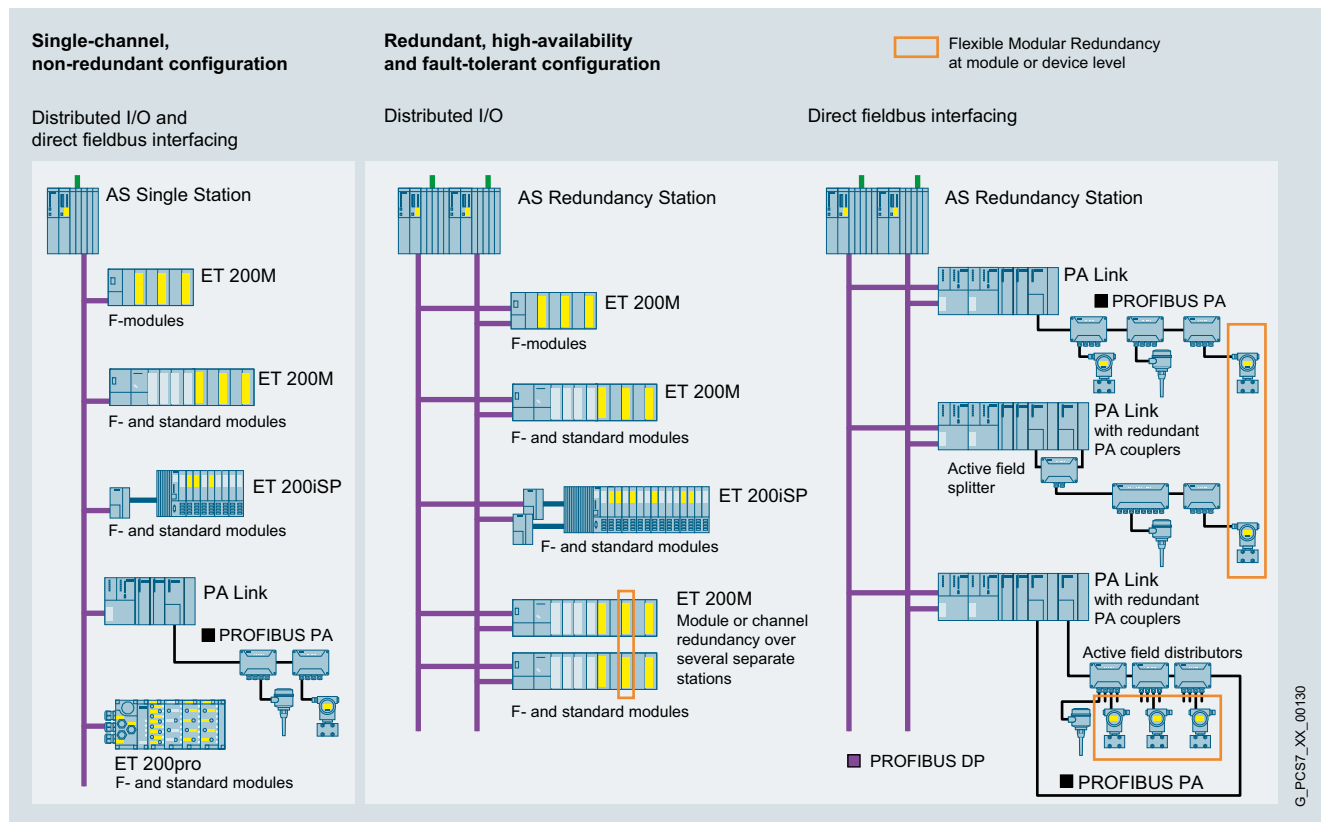 Single-channel,
non-redundant configuration
Redundant, high-availability
and fault-tolerant configuration
Flexible Modular Redundancy
at module or device level
Distributed I/O and
direct fieldbus interfacing
Distributed I/O
Direct fieldbus interfacing
AS Single Station
ET 200M
F-modules
ET 200M
F- and standard modules
ET 200iSP
F- and standard modules
PA Link
PROFIBUS PA
ET 200pro
F- and standard modules
AS Redundancy Station
ET 200M
F-modules
ET 200M
F- and standard modules
ET 200iSP
F- and standard modules
ET 200M
Module or channel
redundancy over
several separate
stations
F- and standard modules
PROFIBUS DP
AS Redundancy Station
PA Link
PROFIBUS PA
PA Link
with redundant
PA couplers
Active field
splitter
PA Link
with redundant
PA couplers
Active field distributors
PROFIBUS PA
G_PCS7_XX_00130